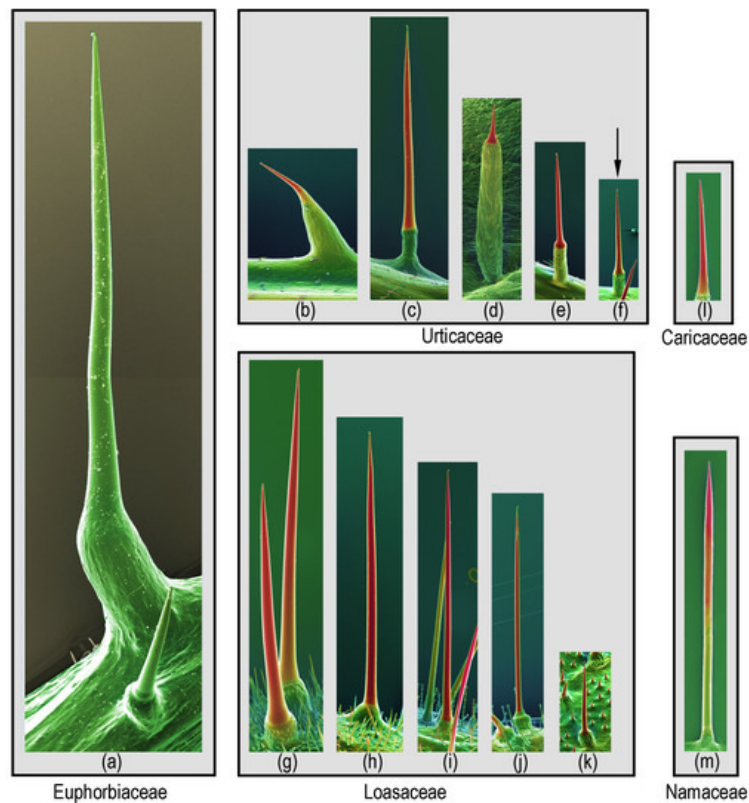 (b)
(c)
(d)
(e)
(f)
Urticaceae
(l)
Caricaceae
(a)
Euphorbiaceae
(g)
(h)
(i)
(j)
(k)
Loasaceae
(m)
Namaceae